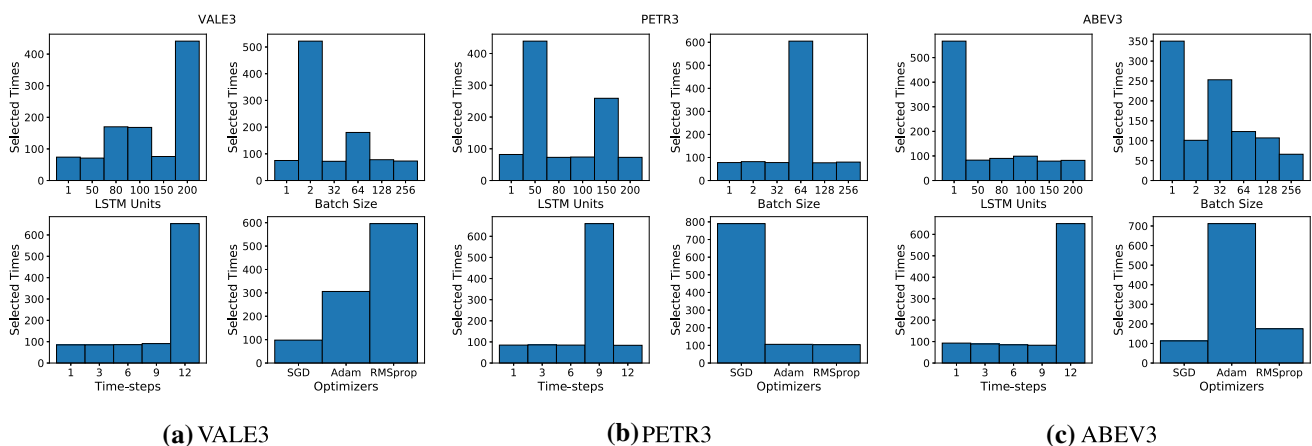 VALE3
PETR3
ABEV3
Selected Times
400
300
200
100
0
1 50 80 100 150 200
LSTM Units
500
400
300
200
100
0
1 2 32 64 128 256
Batch Size
Selected Times
400
300
200
100
0
1 50 80 100 150 200
LSTM Units
Selected Times
600
500
400
300
200
100
0
1 2 32 64 128 256
Batch Size
Selected Times
500
400
300
200
100
0
1 50 80 100 150 200
LSTM Units
Selected Times
350
300
250
200
150
100
50
0
1 2 32 64 128 256
Batch Size
Selected Times
Selected Times
600
500
400
300
200
100
0
1 3 6 9 12
Time-steps
Selected Times
600
500
400
300
200
100
0
SGD Adam RMSprop
Optimizers
Selected Times
600
500
400
300
200
100
0
1 3 6 9 12
Time-steps
Selected Times
800
700
600
500
400
300
200
100
0
SGD Adam RMSprop
Optimizers
Selected Times
600
500
400
300
200
100
0
1 3 6 9 12
Time-steps
Selected Times
700
600
500
400
300
200
100
0
SGD Adam RMSprop
Optimizers
(a) VALE3
(b) PETR3
(c) ABEV3